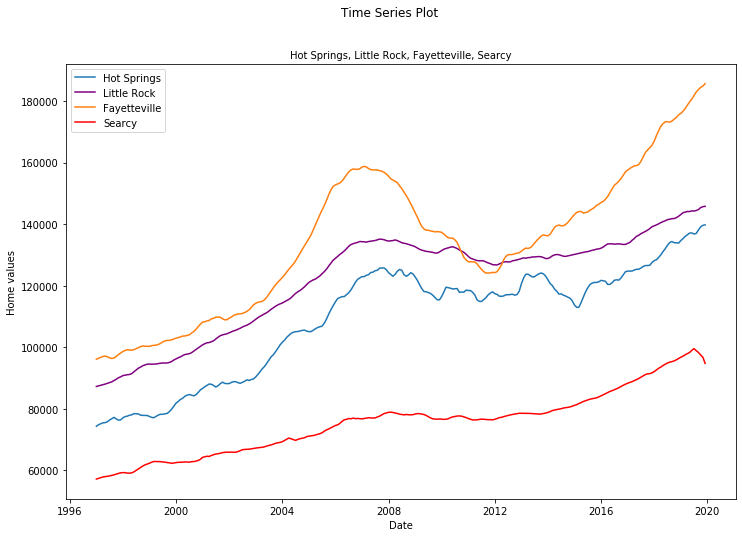 Time Series Plot
Hot Springs, Little Rock, Fayetteville, Searcy
Hot Springs
Little Rock
Fayetteville
Searcy
180000
160000
140000
120000
100000
80000
60000
Home values
1996 2000 2004 2008 2012 2016 2020
Date